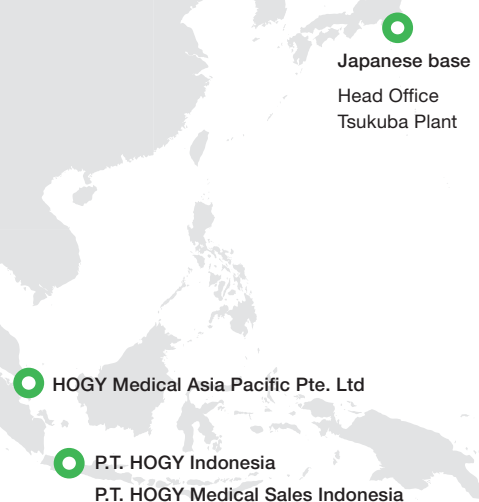 Japanese base
Head Office
Tsukuba Plant
HOGY Medical Asia Pacific Pte. Ltd
P.T. HOGY Indonesia
P.T. HOGY Medical Sales Indonesia